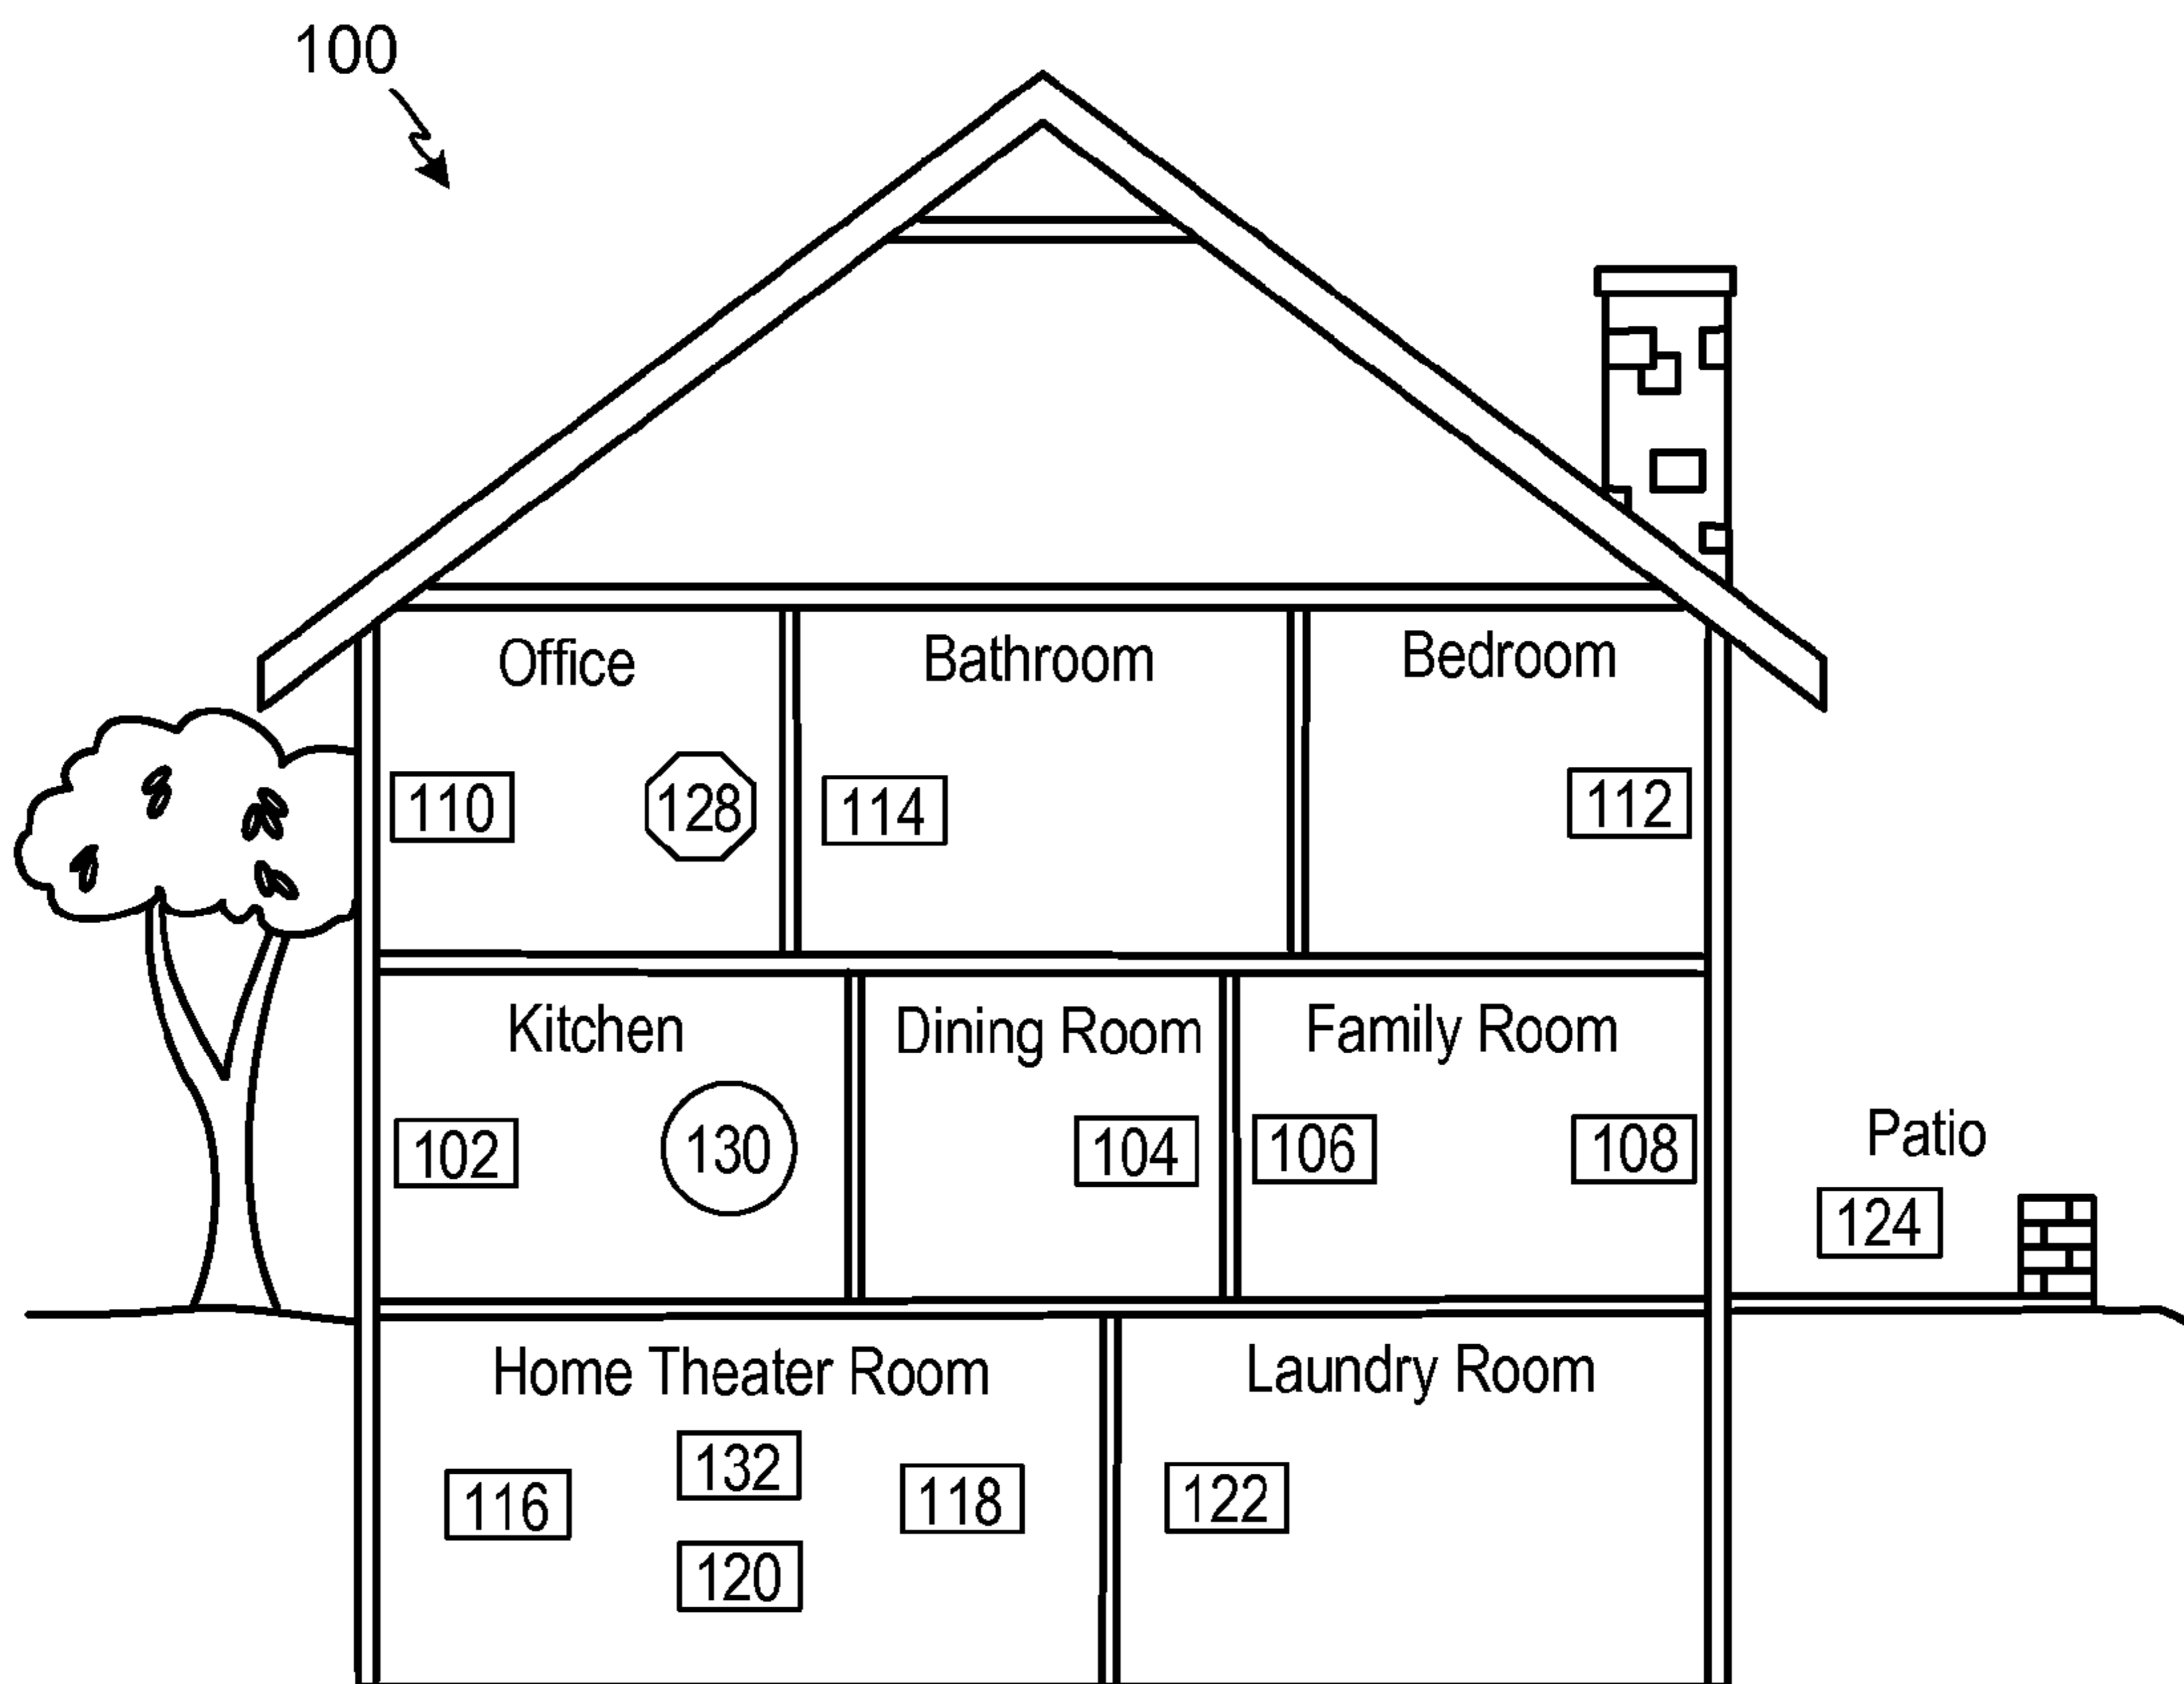 100
Office
Bathroom
Bedroom
110
128
114
112
Kitchen
Dining Room
Family Room
102
130
104
106
108
Patio
124
Home Theater Room
Laundry Room
116
132
118
122
120